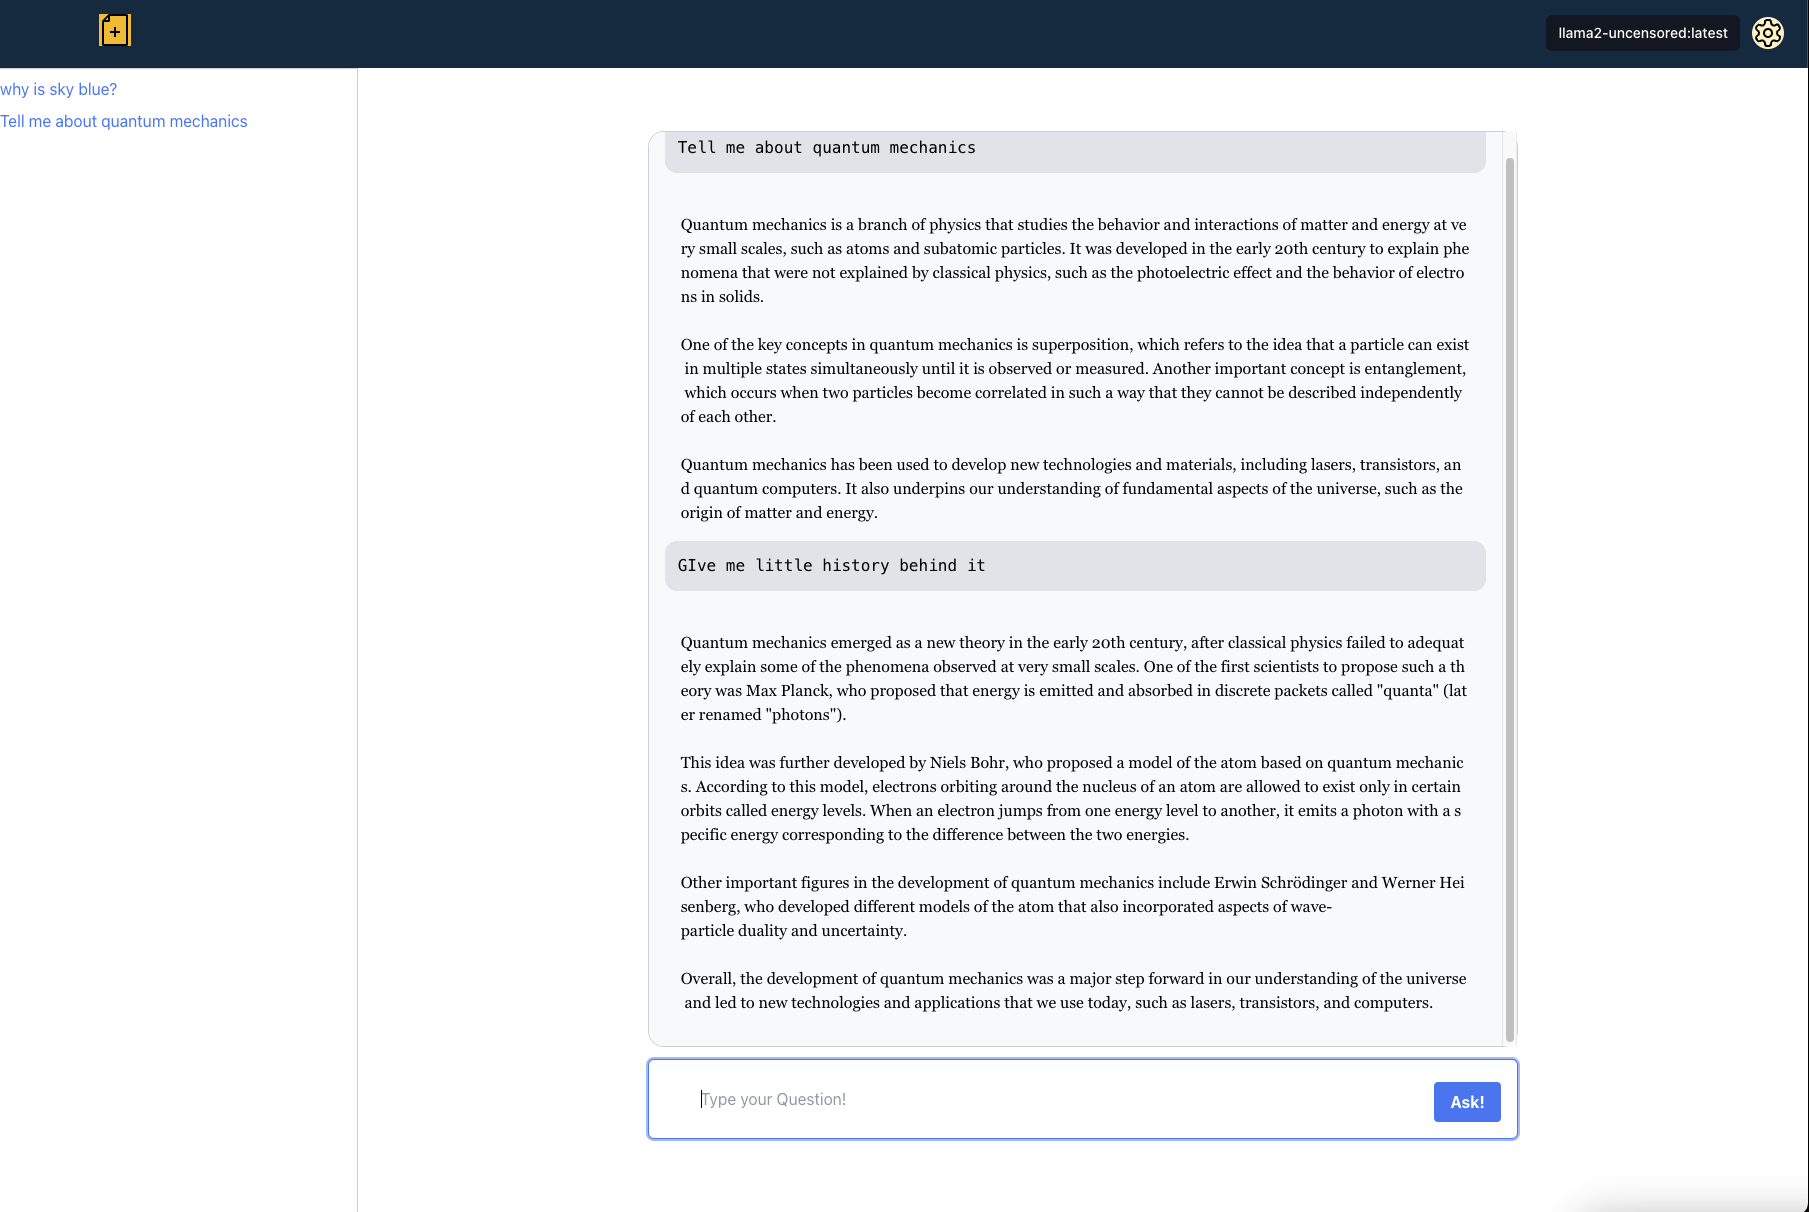 llama2-uncensored:latest
why is sky blue?
Tell me about quantum mechanics
Tell me about quantum mechanics
Quantum mechanics is a branch of physics that studies the behavior and interactions of matter and energy at ve
ry small scales, such as atoms and subatomic particles. It was developed in the early 20th century to explain phe
nomena that were not explained by classical physics, such as the photoelectric effect and the behavior of electro
ns in solids.
One of the key concepts in quantum mechanics is superposition, which refers to the idea that a particle can exist
in multiple states simultaneously until it is observed or measured. Another important concept is entanglement,
which occurs when two particles become correlated in such a way that they cannot be described independently
of each other.
Quantum mechanics has been used to develop new technologies and materials, including lasers, transistors, an
d quantum computers. It also underpins our understanding of fundamental aspects of the universe, such as the
origin of matter and energy.
GIve me little history behind it
Quantum mechanics emerged as a new theory in the early 20th century, after classical physics failed to adequat
ely explain some of the phenomena observed at very small scales. One of the first scientists to propose such a th
eory was Max Planck, who proposed that energy is emitted and absorbed in discrete packets called "quanta" (lat
er renamed "photons").
This idea was further developed by Niels Bohr, who proposed a model of the atom based on quantum mechanic
s. According to this model, electrons orbiting around the nucleus of an atom are allowed to exist only in certain
orbits called energy levels. When an electron jumps from one energy level to another, it emits a photon with a s
pecific energy corresponding to the difference between the two energies.
Other important figures in the development of quantum mechanics include Erwin Schrödinger and Werner Hei
senberg, who developed different models of the atom that also incorporated aspects of wave-
particle duality and uncertainty.
Overall, the development of quantum mechanics was a major step forward in our understanding of the universe
and led to new technologies and applications that we use today, such as lasers, transistors, and computers.
Type your Question!
Ask!